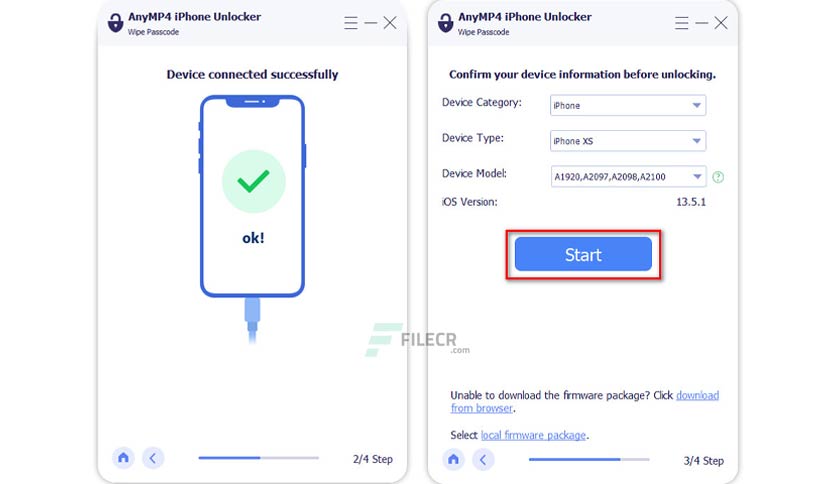 AnyMP4 iPhone Unlocker
Wipe Passcode
Device connected successfully
ok!
2/4 Step
AnyMP4 iPhone Unlocker
Wipe Passcode
Confirm your device information before unlocking.
Device Category:
iPhone
Device Type:
iPhone XS
Device Model:
A1920,A2097,A2098,A2100
?
iOS Version:
13.5.1
Start
Unable to download the firmware package? Click download
from browser.
Select local firmware package.
3/4 Step
FILECR
.com